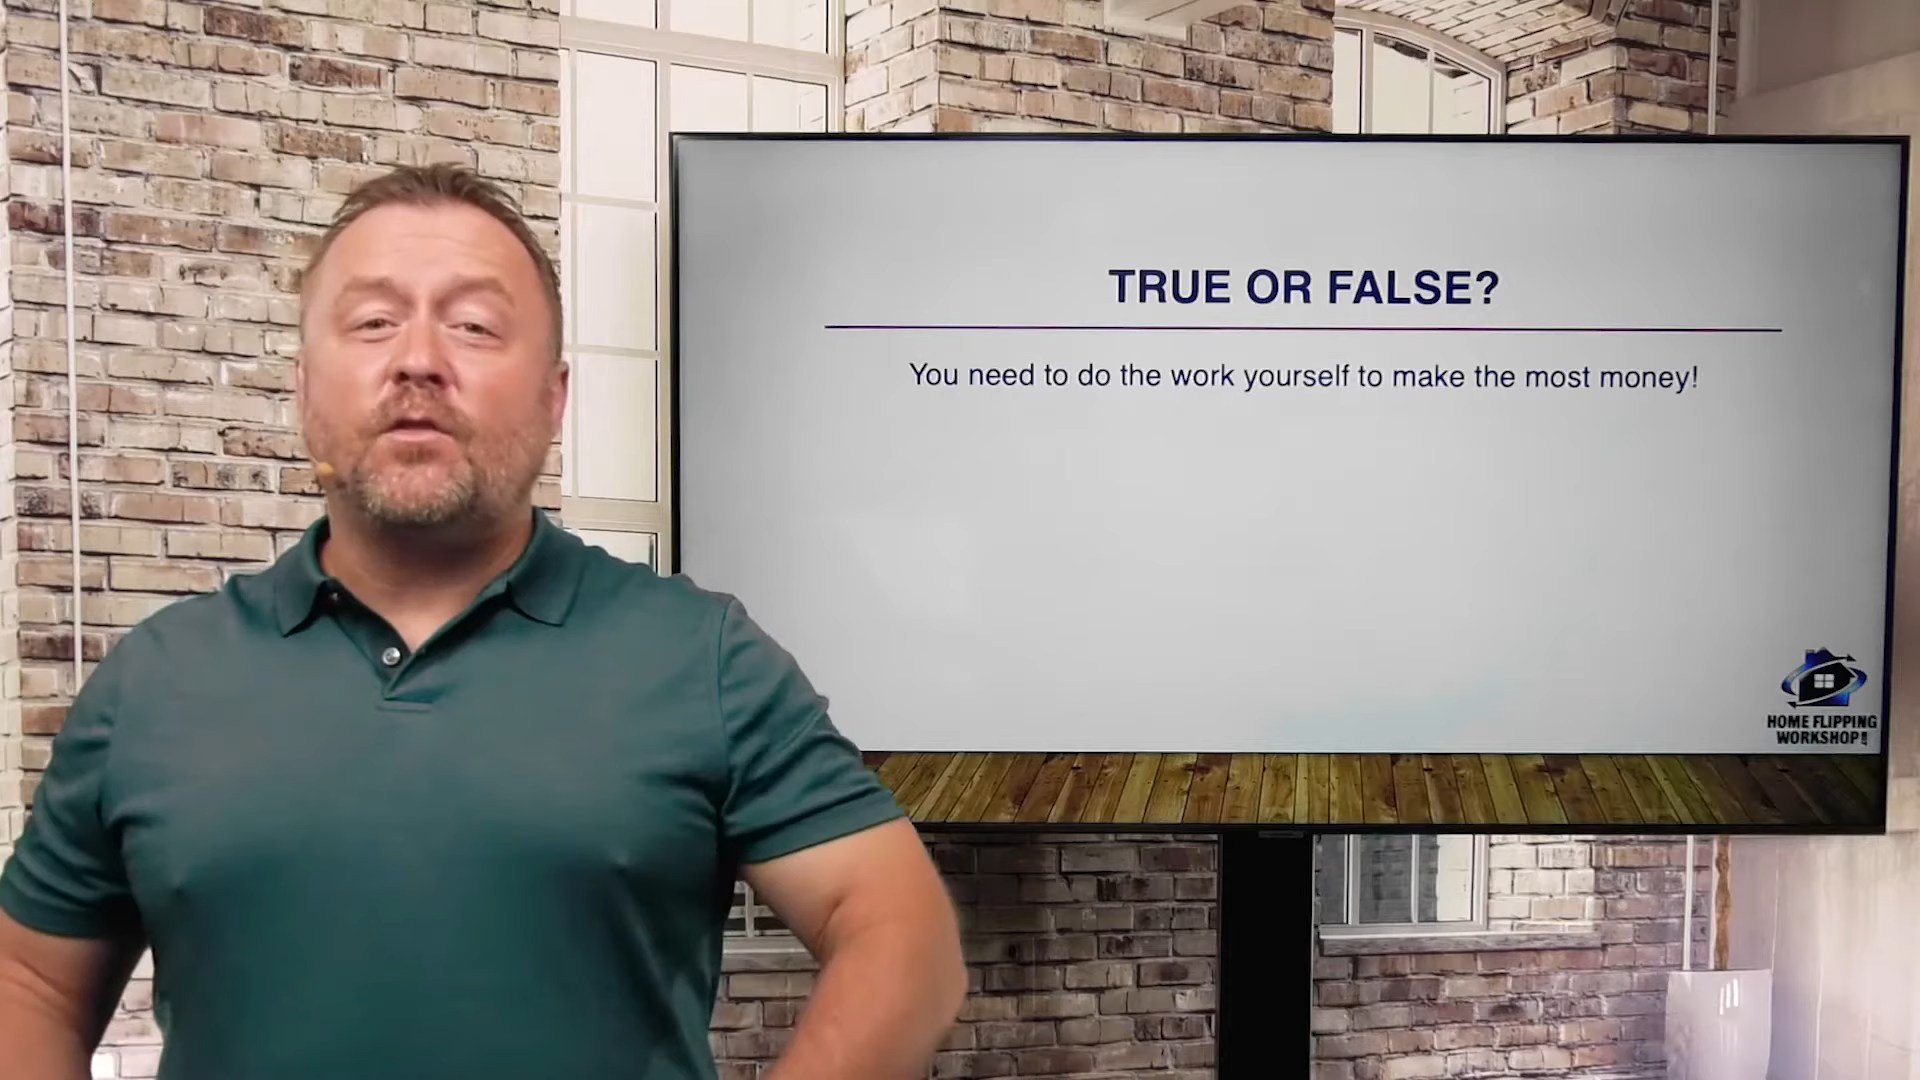 TRUE OR FALSE?
You need to do the work yourself to make the most money!
HOME FLIPPING
WORKSHOP!